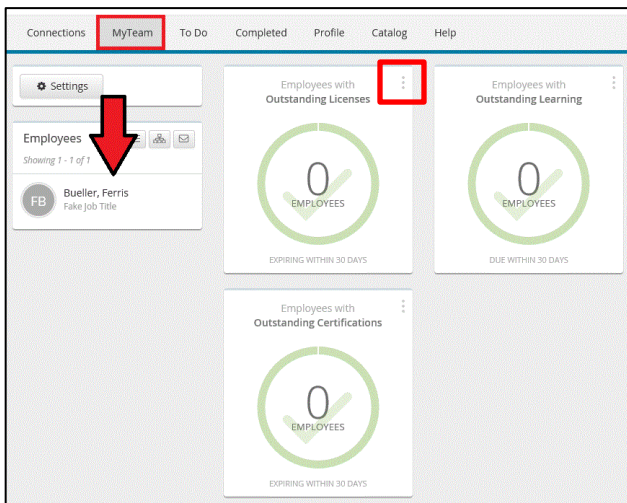 Connections MyTeam To Do Completed Profile Catalog Help
Settings
Employees
Showing 1 - 1 of 1
FB
Bueller, Ferris
Fake Job Title
Employees with
Outstanding Licenses
0
EMPLOYEES
EXPIRING WITHIN 30 DAYS
Employees with
Outstanding Learning
0
EMPLOYEES
DUE WITHIN 30 DAYS
Employees with
Outstanding Certifications
0
EMPLOYEES
EXPIRING WITHIN 30 DAYS